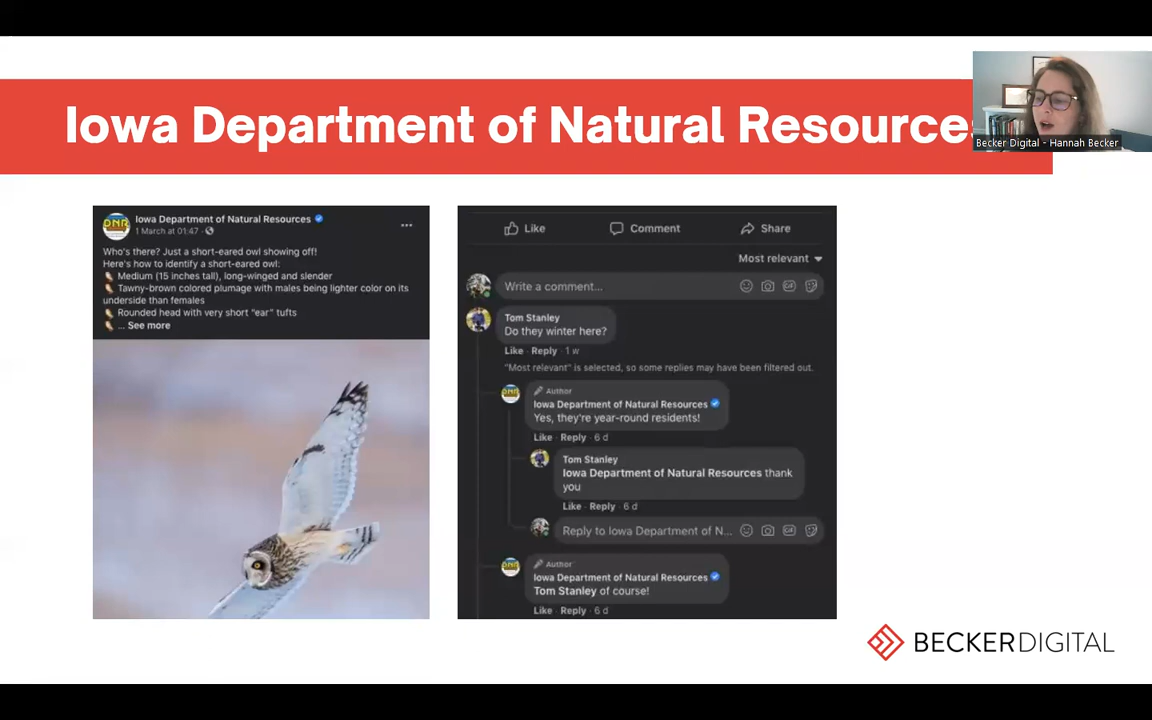 Iowa Department of Natural Resources
Becker Digital - Hannah Becker
DNR
Iowa Department of Natural Resources
1 March at 01:47
Who's there? Just a short-eared owl showing off!
Here's how to identify a short-eared owl:
Medium (15 inches tall), long-winged and slender
Tawny-brown colored plumage with males being lighter color on its
underside than females
Rounded head with very short "ear" tufts
... See more
Like Comment Share
Most relevant
Write a comment...
GIF
Tom Stanley
Do they winter here?
Like · Reply · 1 w
"Most relevant" is selected, so some replies may have been filtered out.
Author
Iowa Department of Natural Resources
Yes, they're year-round residents!
Like · Reply · 6 d
Tom Stanley
Iowa Department of Natural Resources thank
you
Like · Reply · 6 d
Reply to Iowa Department of N...
GIF
Author
Iowa Department of Natural Resources
Tom Stanley of course!
Like · Reply · 6 d
BECKERDIGITAL